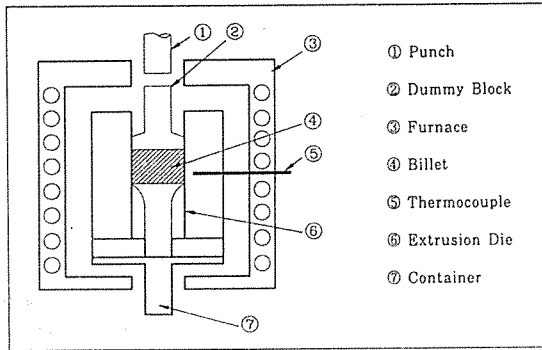 ①
②
③
④
⑤
⑥
⑦
① Punch
② Dummy Block
③ Furnace
④ Billet
⑤ Thermocouple
⑥ Extrusion Die
⑦ Container